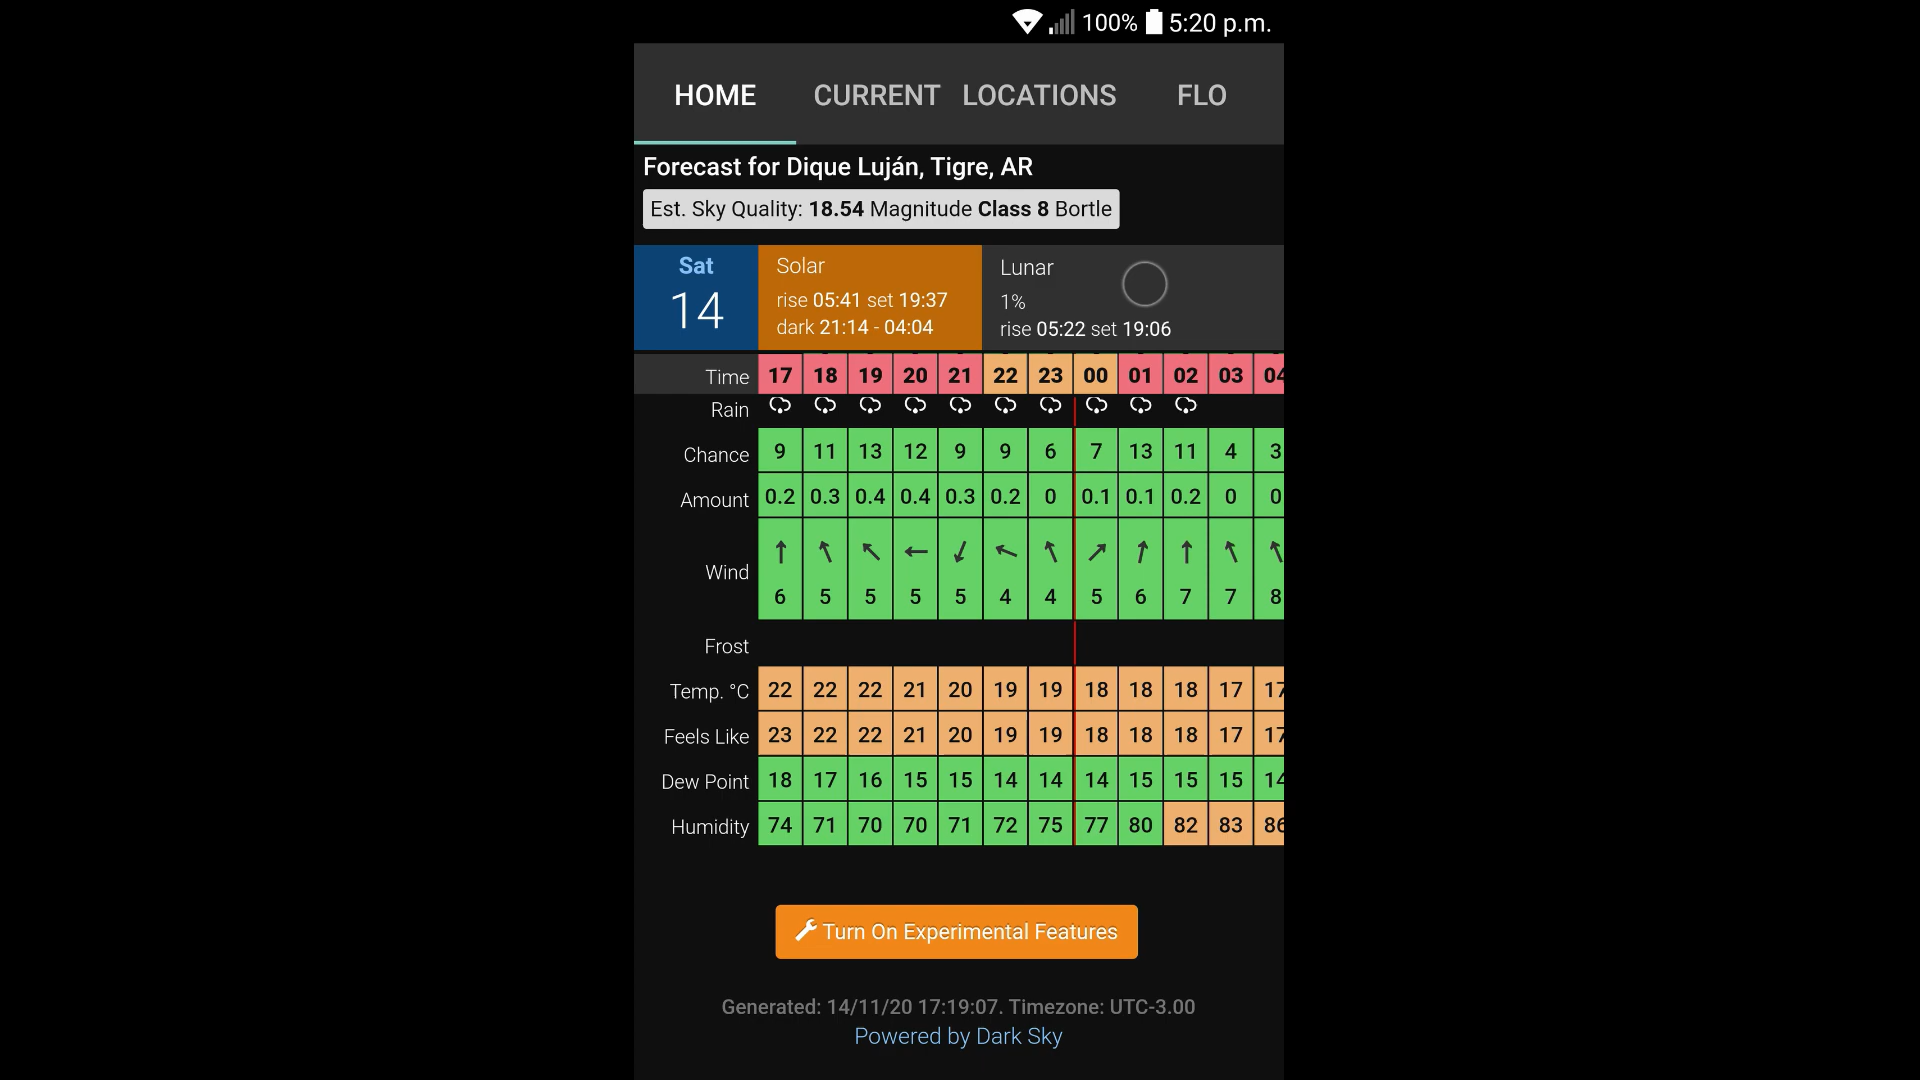 100% 5:20 p.m.
HOME CURRENT LOCATIONS FLO
Forecast for Dique Luján, Tigre, AR
Est. Sky Quality: 18.54 Magnitude Class 8 Bortle
Sat
14
Solar
rise 05:41 set 19:37
dark 21:14 - 04:04
Lunar
1%
rise 05:22 set 19:06
Time 17 18 19 20 21 22 23 00 01 02 03 04
Rain
Chance 9 11 13 12 9 9 6 7 13 11 4 3
Amount 0.2 0.3 0.4 0.4 0.3 0.2 0 0.1 0.1 0.2 0 0
Wind 6 5 5 5 5 4 4 5 6 7 7 8
Frost
Temp. °C 22 22 22 21 20 19 19 18 18 18 17 17
Feels Like 23 22 22 21 20 19 19 18 18 18 17 17
Dew Point 18 17 16 15 15 14 14 14 15 15 15 14
Humidity 74 71 70 70 71 72 75 77 80 82 83 86
Turn On Experimental Features
Generated: 14/11/20 17:19:07. Timezone: UTC-3.00
Powered by Dark Sky